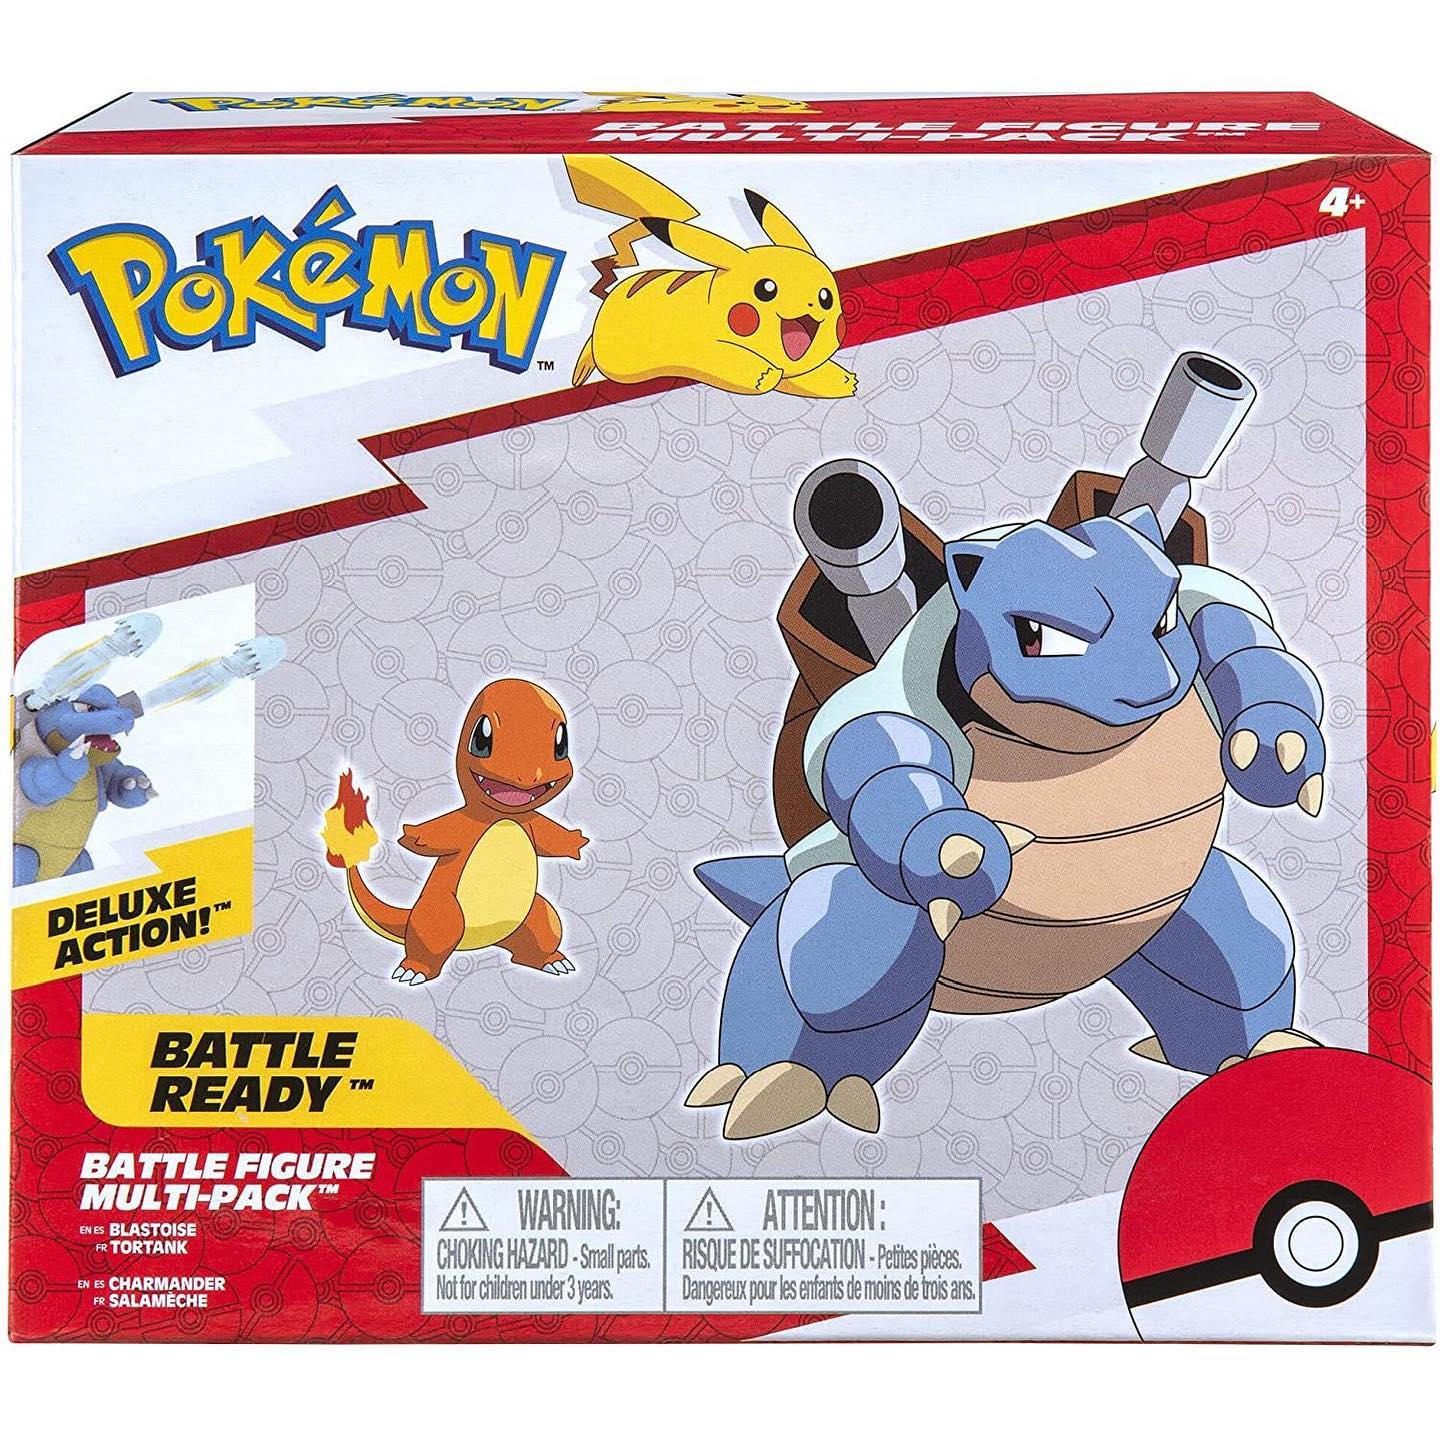 POKéMON
BATTLE FIGURE
MULTI-PACK™
4+
POKéMON™
DELUXE
ACTION!™
BATTLE
READY™
BATTLE FIGURE
MULTI-PACK™
EN ES BLASTOISE
FR TORTANK
EN ES CHARMANDER
FR SALAMÈCHE
WARNING:
CHOKING HAZARD - Small parts.
Not for children under 3 years.
ATTENTION :
RISQUE DE SUFFOCATION - Petites pièces.
Dangereux pour les enfants de moins de trois ans.